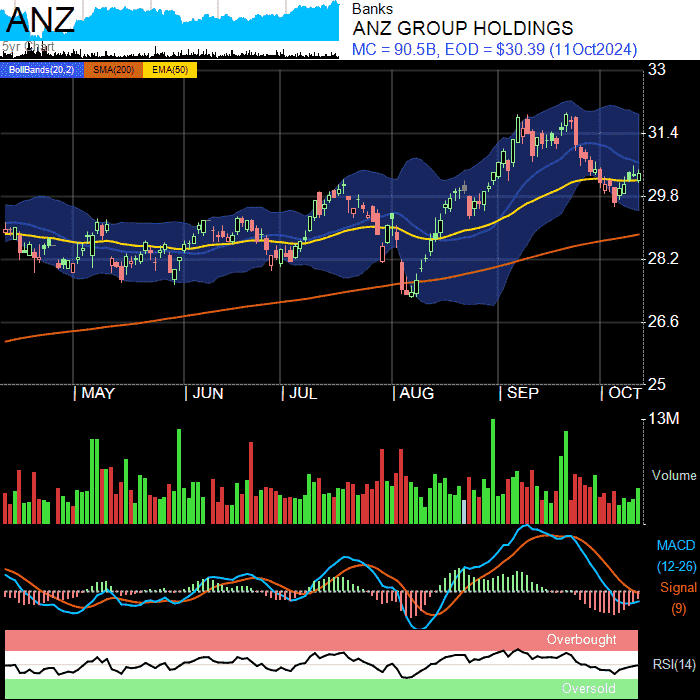 ANZ
5yr Chart
Banks
ANZ GROUP HOLDINGS
MC = 90.5B, EOD = $30.39 (11Oct2024)
BollBands(20,2) SMA(200) EMA(50)
33
31.4
29.8
28.2
26.6
25
MAY JUN JUL AUG SEP OCT
13M
Volume
MACD
(12-26)
Signal
(9)
Overbought
RSI(14)
Oversold